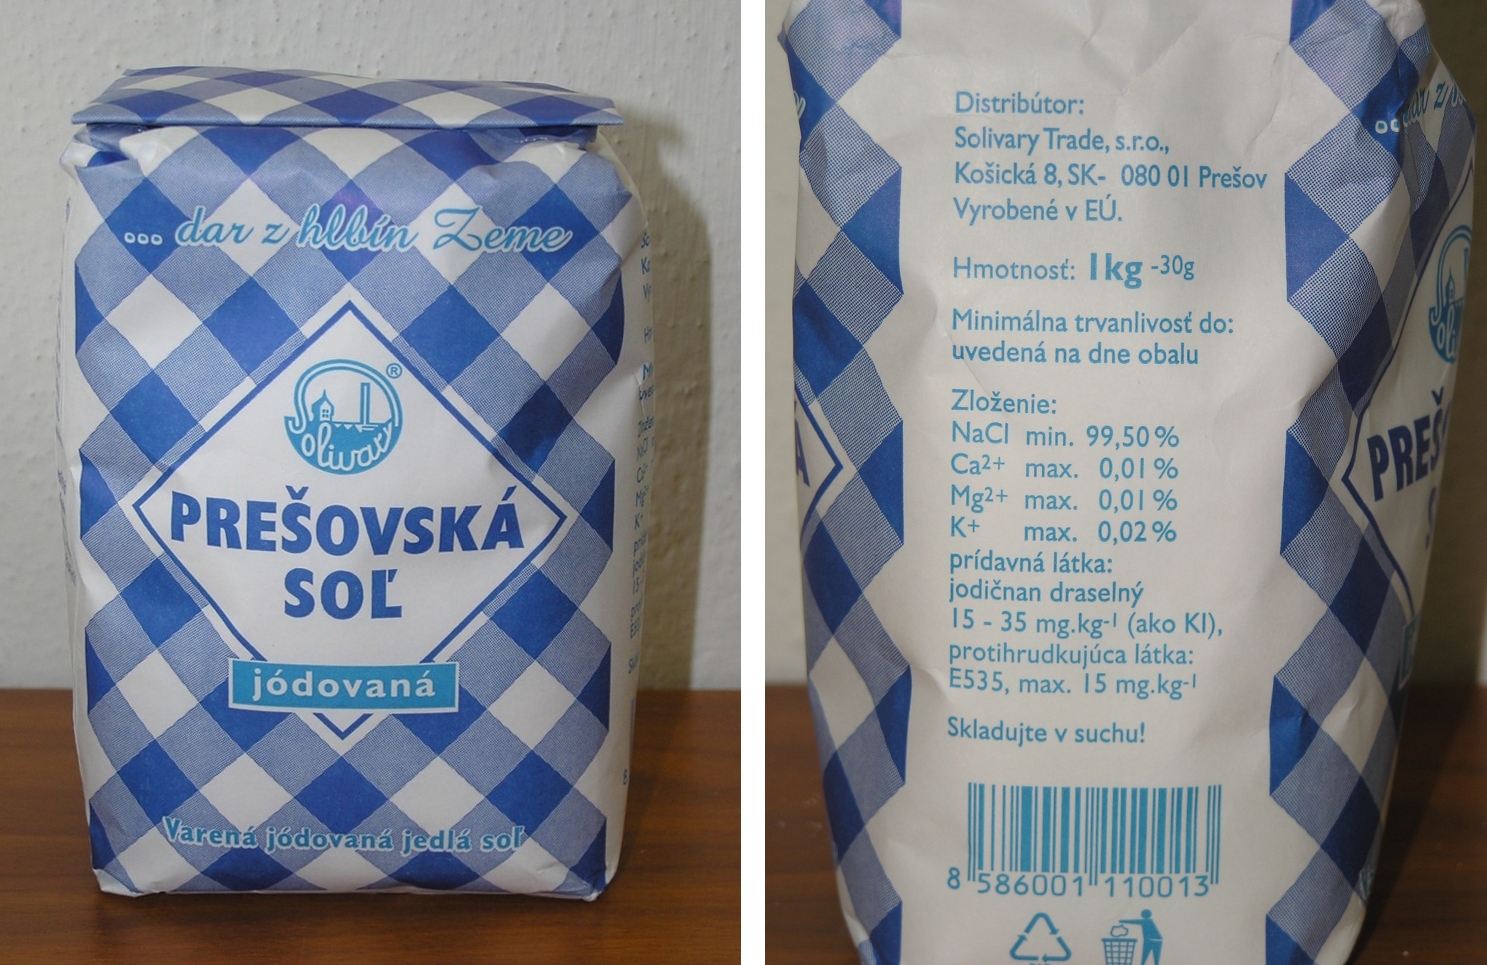 ... dar z hlbín Zeme
Solivary
®
PREŠOVSKÁ
SOĽ
jódovaná
Varená jódovaná jedlá soľ
Distribútor:
Solivary Trade, s.r.o.,
Košická 8, SK- 080 01 Prešov
Vyrobené v EÚ.
Hmotnosť: 1kg -30g
Minimálna trvanlivosť do:
uvedená na dne obalu
Zloženie:
NaCl min. 99,50 %
Ca2+ max. 0,01 %
Mg2+ max. 0,01 %
K+ max. 0,02 %
prídavná látka:
jodičnan draselný
15 - 35 mg.kg-1 (ako KI),
protihrudkujúca látka:
E535, max. 15 mg.kg-1
Skladujte v suchu!
8 586001 110013
... dar z
PREŠ